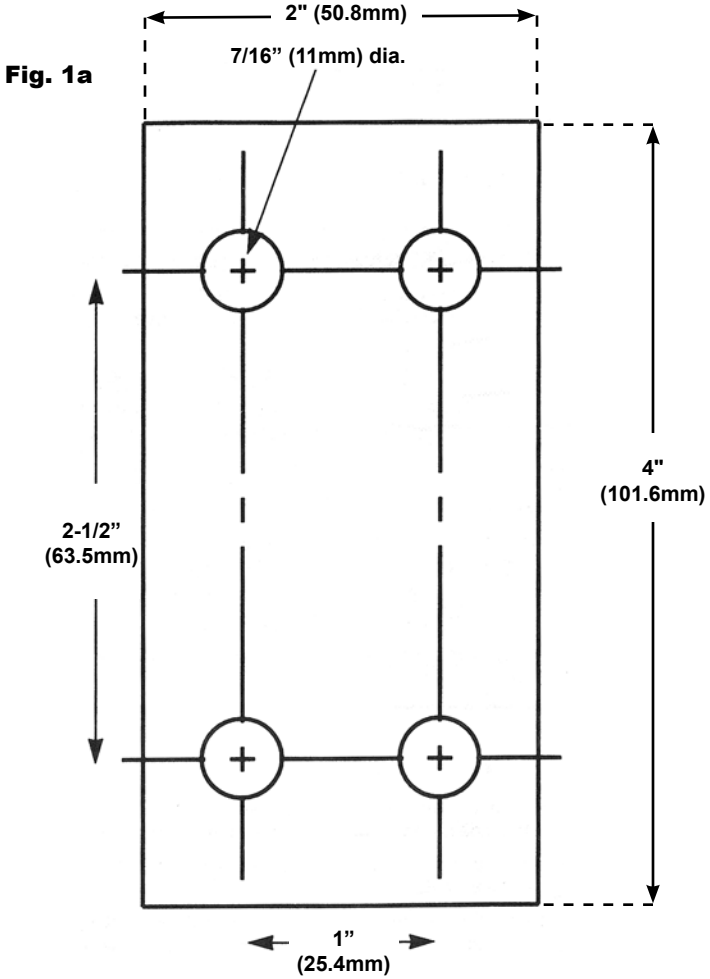 2" (50.8mm)
7/16” (11mm) dia.
Fig. 1a
4"
(101.6mm)
2-1/2”
(63.5mm)
1”
(25.4mm)